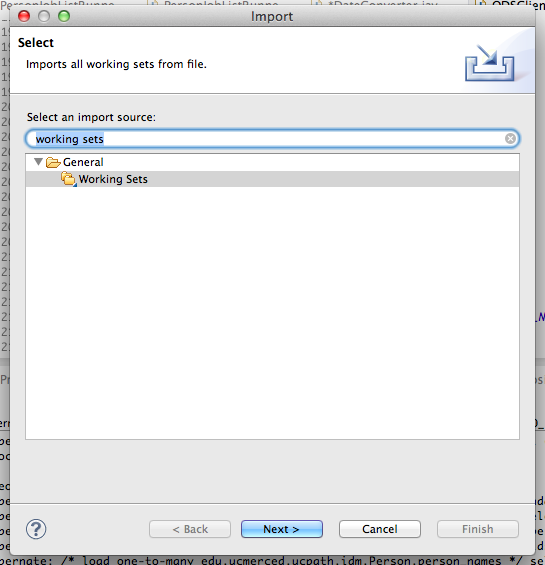 PersonJobListRunne
PersonJobListRunne
*DateConverter.jav
ODSClien
Import
Select
Imports all working sets from file.
Select an import source:
working sets
General
Working Sets
?
< Back
Next >
Cancel
Finish
bernate: /* load one-to-many edu.ucmerced.ucpath.idm.Person.person_names */ se